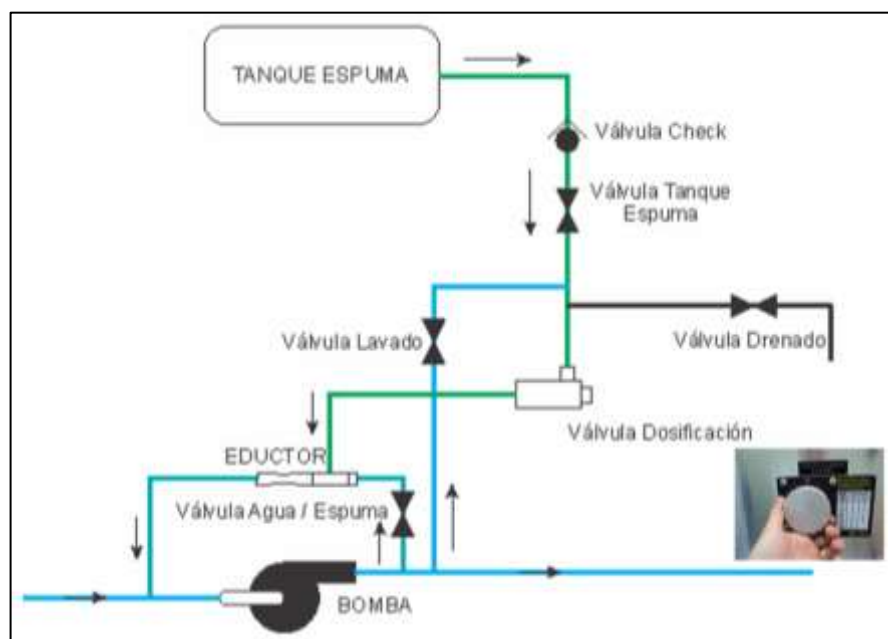 TANQUE ESPUMA
Válvula Check
Válvula Tanque
Espuma
Válvula Lavado
Válvula Drenado
Válvula Dosificación
EDUCTOR
Válvula Agua / Espuma
BOMBA